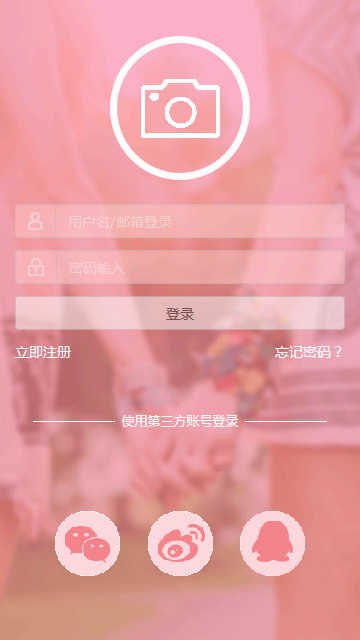 用户名/邮箱登录
密码输入
登录
立即注册
忘记密码？
使用第三方账号登录